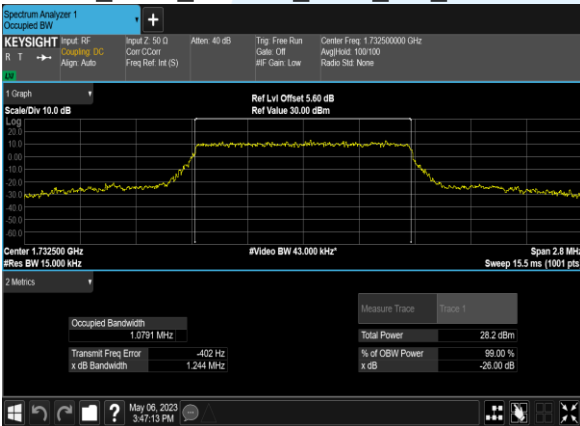 Spectrum Analyzer 1
Occupied BW
+
KEYSIGHT Input: RF Input Z: 50 Ω Atten: 40 dB Trig: Free Run Center Freq: 1.732500000 GHz
R T Coupling: DC Corr CCorr Gate: Off Avg|Hold: 100/100
Align: Auto Freq Ref: Int (S) #IF Gain: Low Radio Std: None
1 Graph
Ref Lvl Offset 5.60 dB
Scale/Div 10.0 dB Ref Value 30.00 dBm
Log
20.0
10.0
0.00
-10.0
-20.0
-30.0
-40.0
-50.0
-60.0
Center 1.732500 GHz #Video BW 43.000 kHz* Span 2.8 MHz
#Res BW 15.000 kHz Sweep 15.5 ms (1001 pts
2 Metrics
Measure Trace Trace 1
Occupied Bandwidth
1.0791 MHz Total Power 28.2 dBm
Transmit Freq Error -402 Hz % of OBW Power 99.00 %
x dB Bandwidth 1.244 MHz x dB -26.00 dB
? May 06, 2023
3:47:13 PM